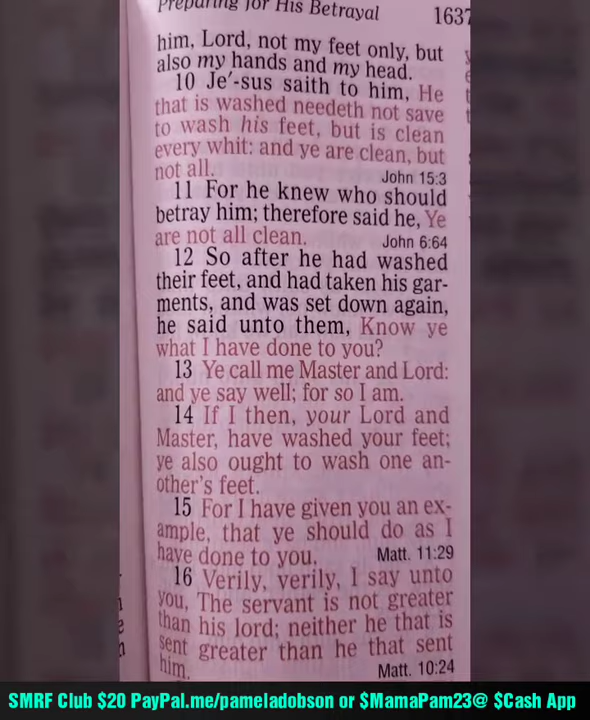 Preparing for His Betrayal 1637
him, Lord, not my feet only, but
also my hands and my head.
10 Je′-sus saith to him, He
that is washed needeth not save
to wash his feet, but is clean
every whit: and ye are clean, but
not all. John 15:3
11 For he knew who should
betray him; therefore said he, Ye
are not all clean. John 6:64
12 So after he had washed
their feet, and had taken his gar-
ments, and was set down again,
he said unto them, Know ye
what I have done to you?
13 Ye call me Master and Lord:
and ye say well; for so I am.
14 If I then, your Lord and
Master, have washed your feet;
ye also ought to wash one an-
other's feet.
15 For I have given you an ex-
ample, that ye should do as I
have done to you. Matt. 11:29
16 Verily, verily, I say unto
you, The servant is not greater
than his lord; neither he that is
sent greater than he that sent
him. Matt. 10:24
SMRF Club $20 PayPal.me/pameladobson or $MamaPam23@ $Cash App